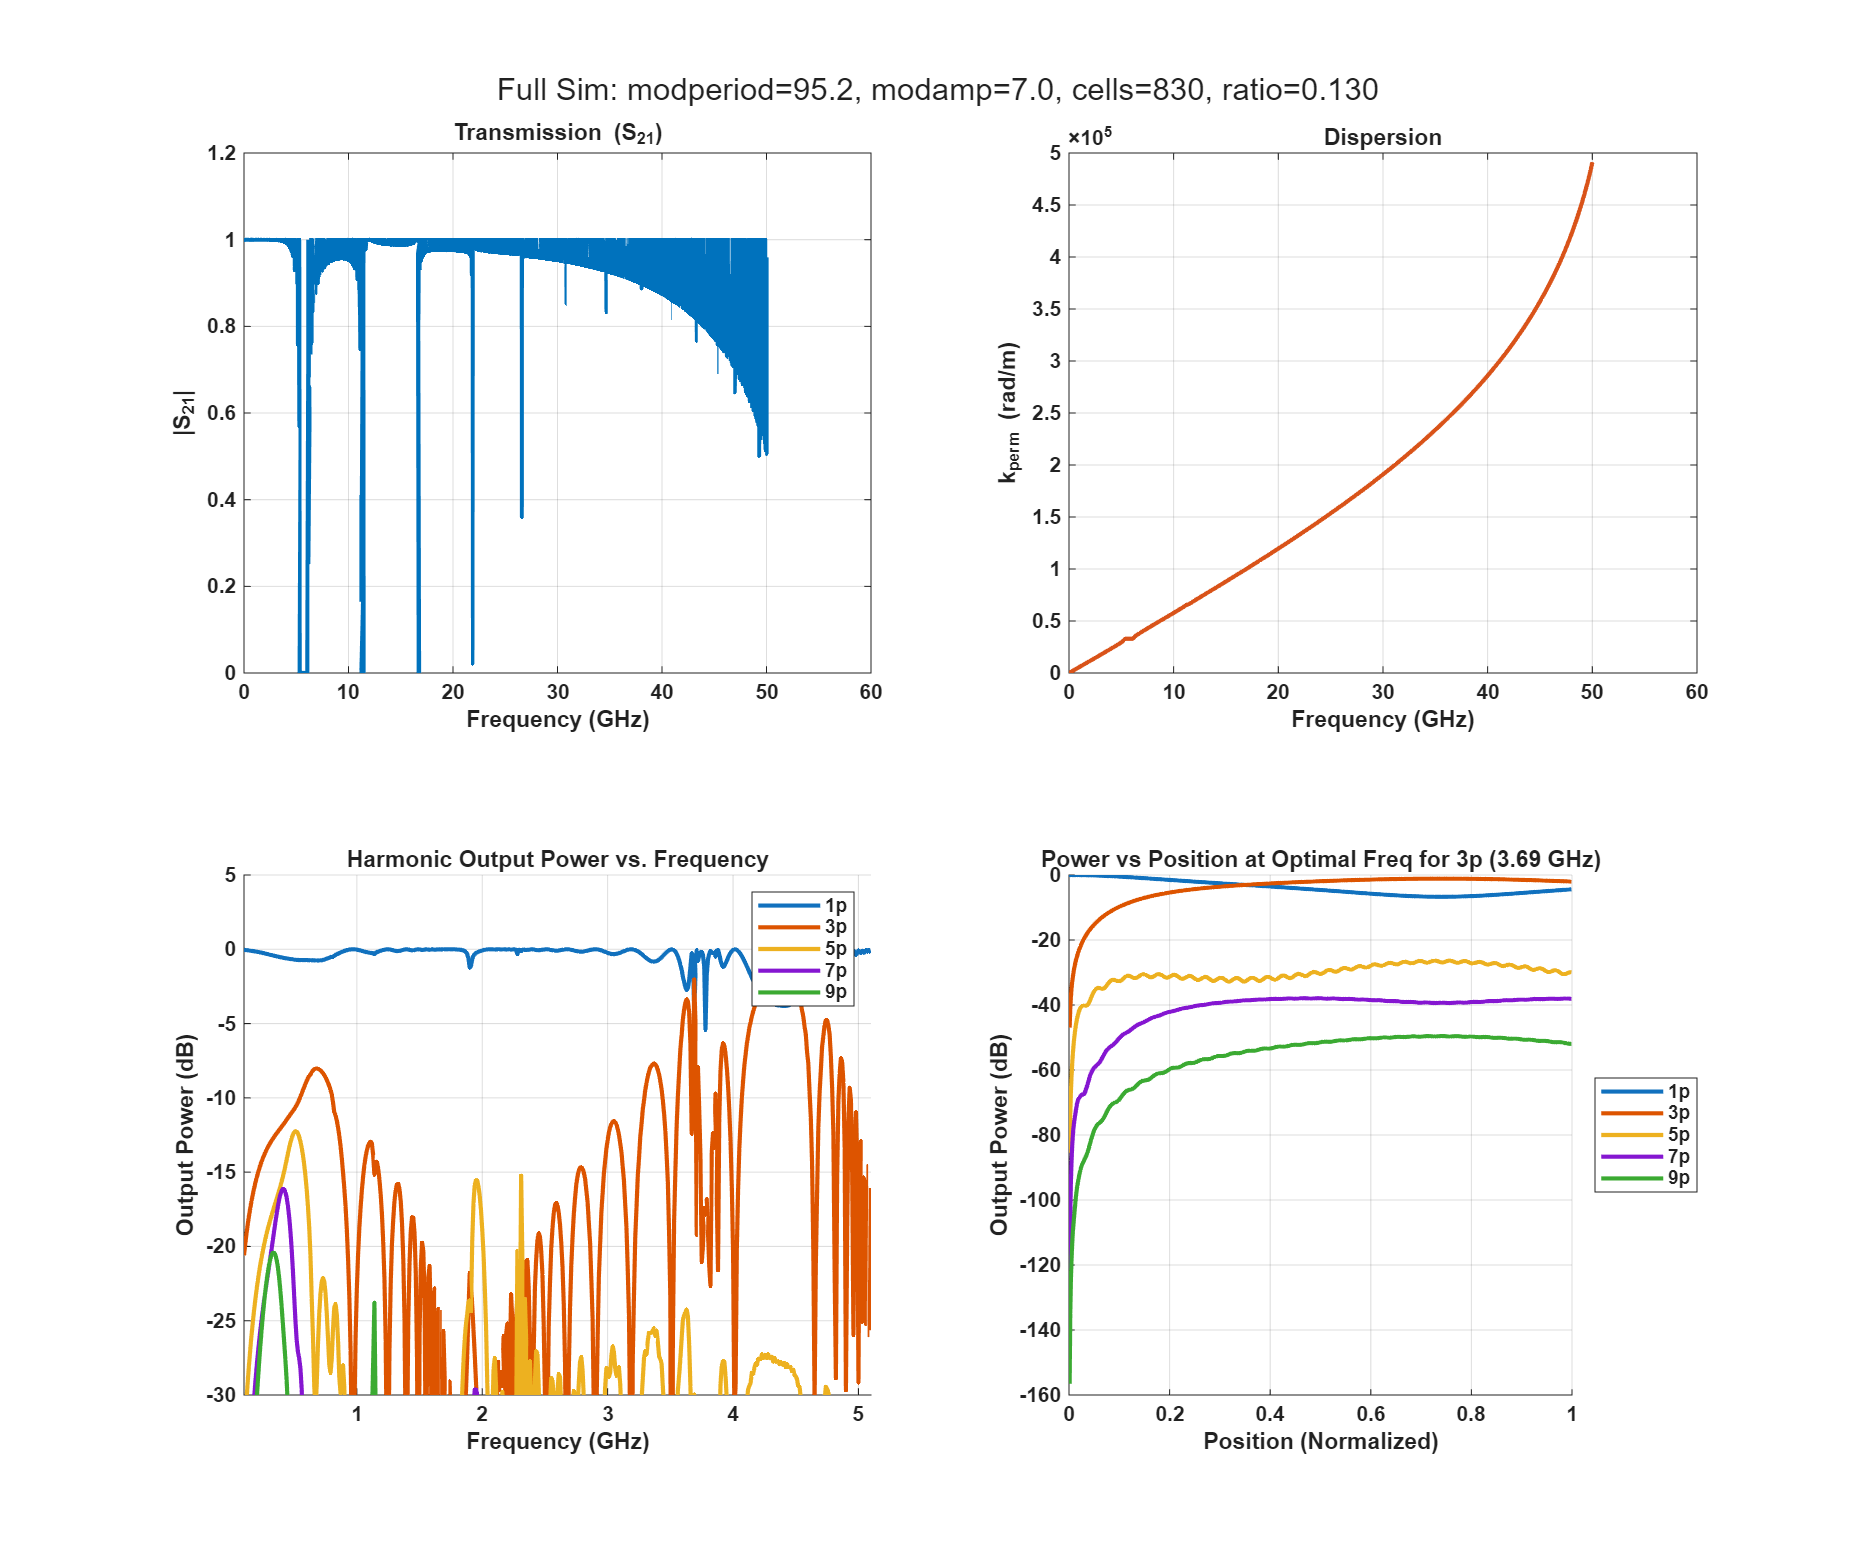 Full Sim: modperiod=95.2, modamp=7.0, cells=830, ratio=0.130
Transmission (S21)
1.2
1
0.8
0.6
0.4
0.2
0
|S21|
0 10 20 30 40 50 60
Frequency (GHz)
×10^5
Dispersion
5
4.5
4
3.5
3
2.5
2
1.5
1
0.5
0
kperm (rad/m)
0 10 20 30 40 50 60
Frequency (GHz)
Harmonic Output Power vs. Frequency
5
0
-5
-10
-15
-20
-25
-30
Output Power (dB)
1p
3p
5p
7p
9p
1 2 3 4 5
Frequency (GHz)
Power vs Position at Optimal Freq for 3p (3.69 GHz)
0
-20
-40
-60
-80
-100
-120
-140
-160
Output Power (dB)
0 0.2 0.4 0.6 0.8 1
Position (Normalized)
1p
3p
5p
7p
9p